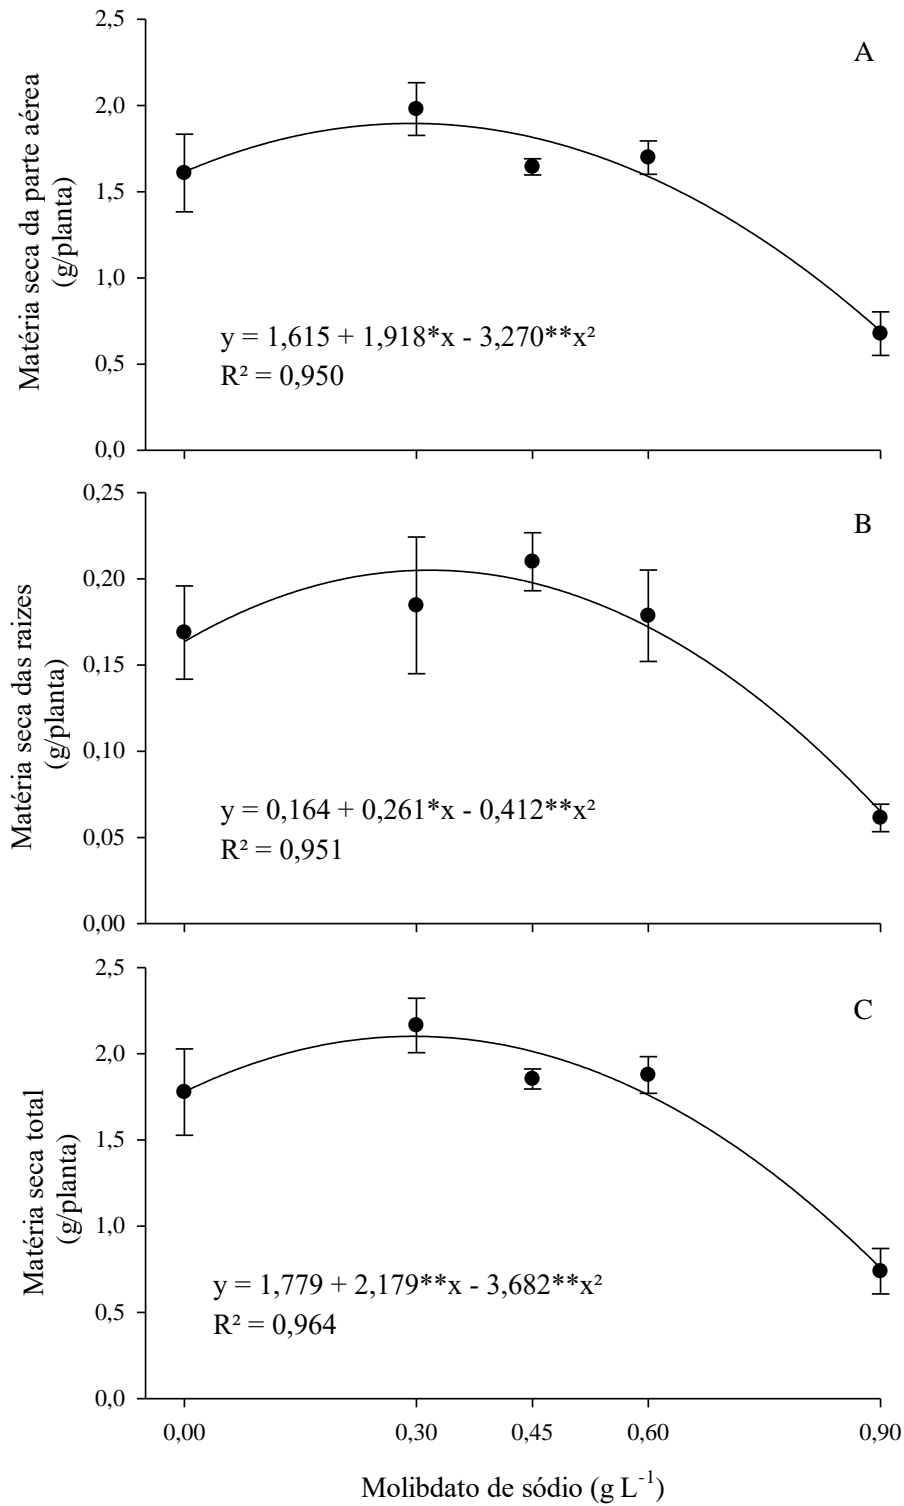 2,5
A
2,0
1,5
1,0
0,5
0,0
Matéria seca da parte aérea
(g/planta)
y = 1,615 + 1,918*x - 3,270**x²
R² = 0,950
0,25
B
0,20
0,15
0,10
0,05
0,00
Matéria seca das raizes
(g/planta)
y = 0,164 + 0,261*x - 0,412**x²
R² = 0,951
2,5
C
2,0
1,5
1,0
0,5
0,0
Matéria seca total
(g/planta)
y = 1,779 + 2,179**x - 3,682**x²
R² = 0,964
0,00 0,30 0,45 0,60 0,90
Molibdato de sódio (g L⁻¹)